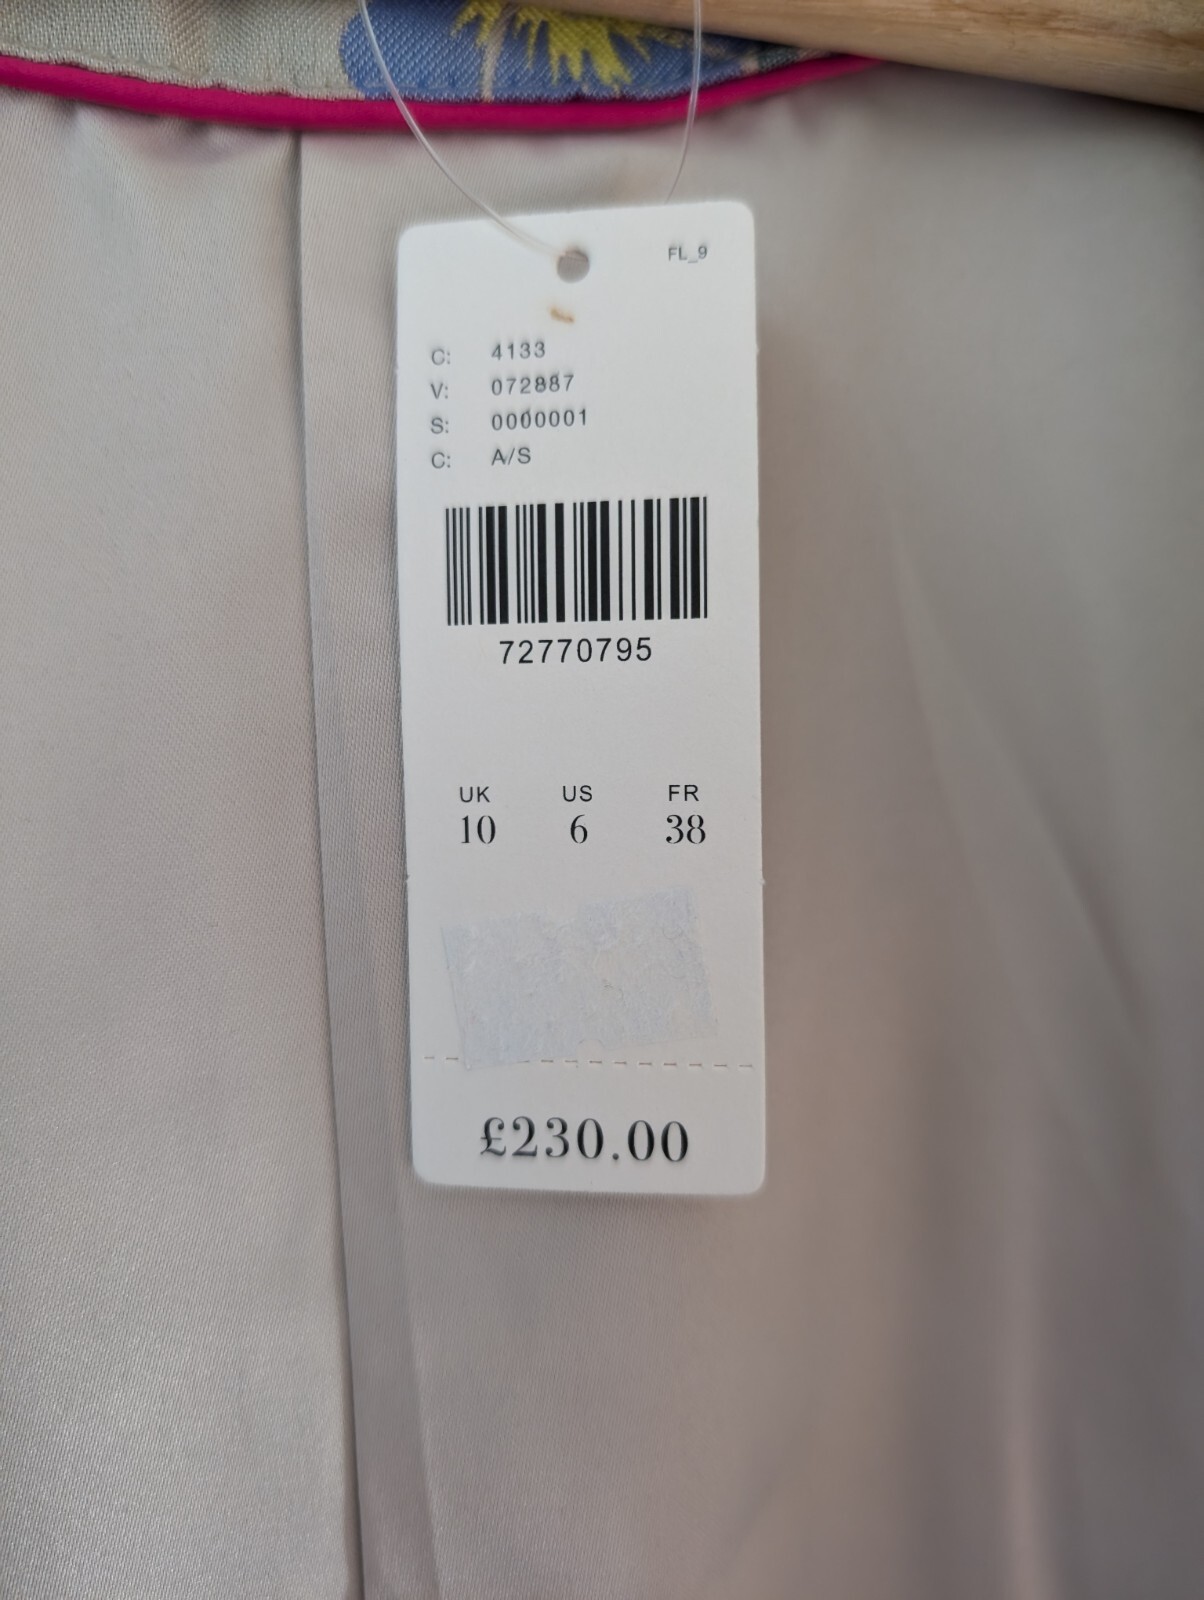 FL_9
C: 4133
V: 072887
S: 0000001
C: A/S
72770795
UK US FR
10 6 38
£230.00